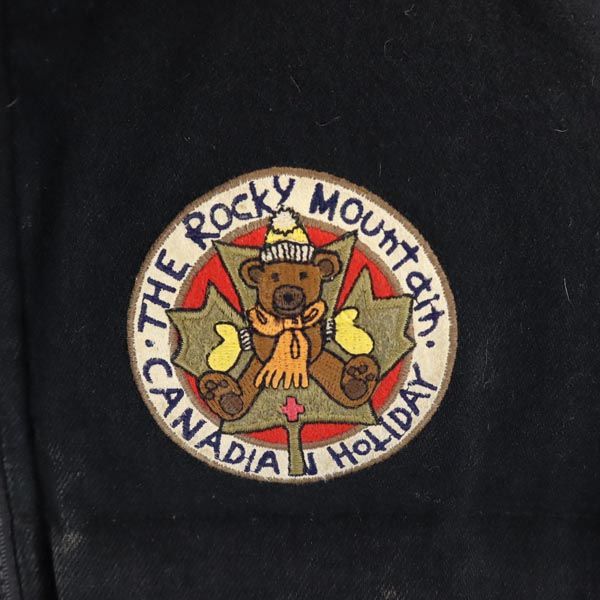 · THE ROCKY MOUntain ·
CANADIAN HOLIDAY